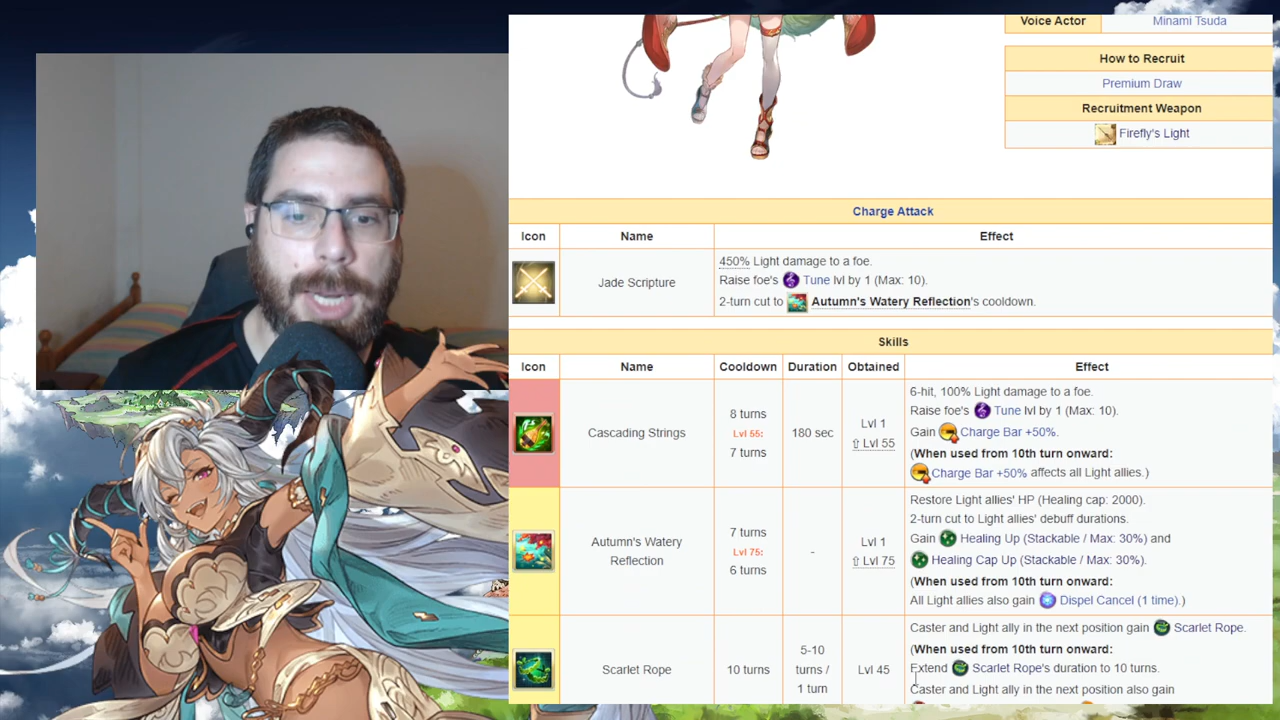 Voice Actor Minami Tsuda
How to Recruit
Premium Draw
Recruitment Weapon
Firefly's Light
Charge Attack
Icon Name Effect
Jade Scripture
450% Light damage to a foe.
Raise foe's Tune lvl by 1 (Max: 10).
2-turn cut to Autumn's Watery Reflection's cooldown.
Skills
Icon Name Cooldown Duration Obtained Effect
Cascading Strings
8 turns
Lvl 55:
7 turns
180 sec
Lvl 1
⇧ Lvl 55
6-hit, 100% Light damage to a foe.
Raise foe's Tune lvl by 1 (Max: 10).
Gain Charge Bar +50%.
(When used from 10th turn onward:
Charge Bar +50% affects all Light allies.)
Autumn's Watery
Reflection
7 turns
Lvl 75:
6 turns
-
Lvl 1
⇧ Lvl 75
Restore Light allies' HP (Healing cap: 2000).
2-turn cut to Light allies' debuff durations.
Gain Healing Up (Stackable / Max: 30%) and
Healing Cap Up (Stackable / Max: 30%).
(When used from 10th turn onward:
All Light allies also gain Dispel Cancel (1 time).)
Scarlet Rope
10 turns
5-10
turns /
1 turn
Lvl 45
Caster and Light ally in the next position gain Scarlet Rope.
(When used from 10th turn onward:
Extend Scarlet Rope's duration to 10 turns.
Caster and Light ally in the next position also gain